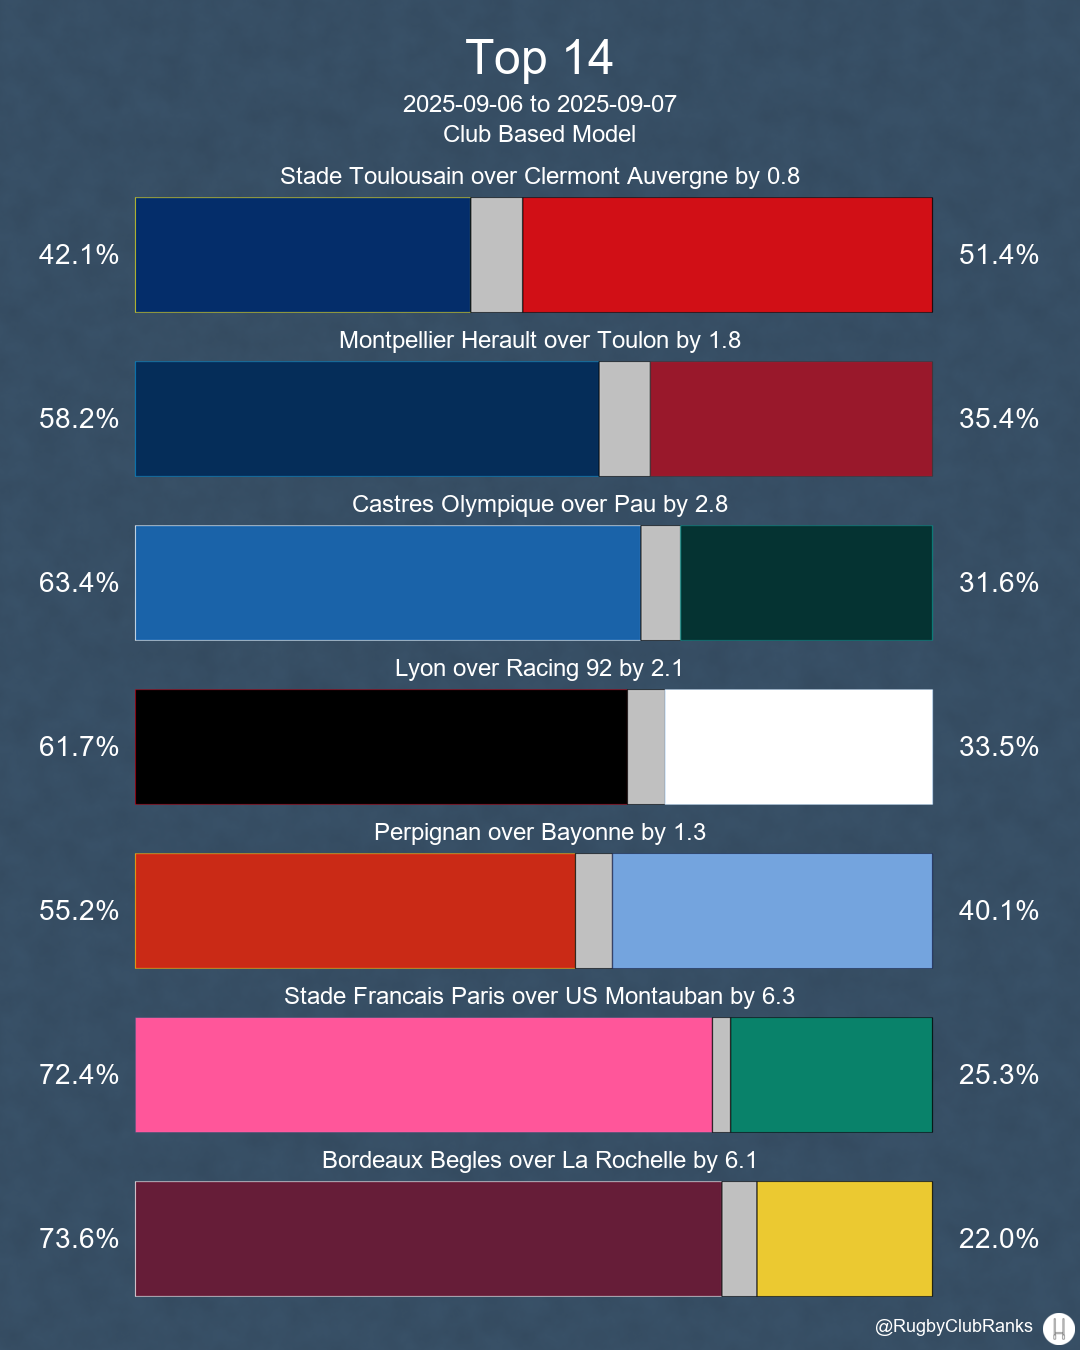 Top 14
2025-09-06 to 2025-09-07
Club Based Model
Stade Toulousain over Clermont Auvergne by 0.8
42.1% 51.4%
Montpellier Herault over Toulon by 1.8
58.2% 35.4%
Castres Olympique over Pau by 2.8
63.4% 31.6%
Lyon over Racing 92 by 2.1
61.7% 33.5%
Perpignan over Bayonne by 1.3
55.2% 40.1%
Stade Francais Paris over US Montauban by 6.3
72.4% 25.3%
Bordeaux Begles over La Rochelle by 6.1
73.6% 22.0%
@RugbyClubRanks